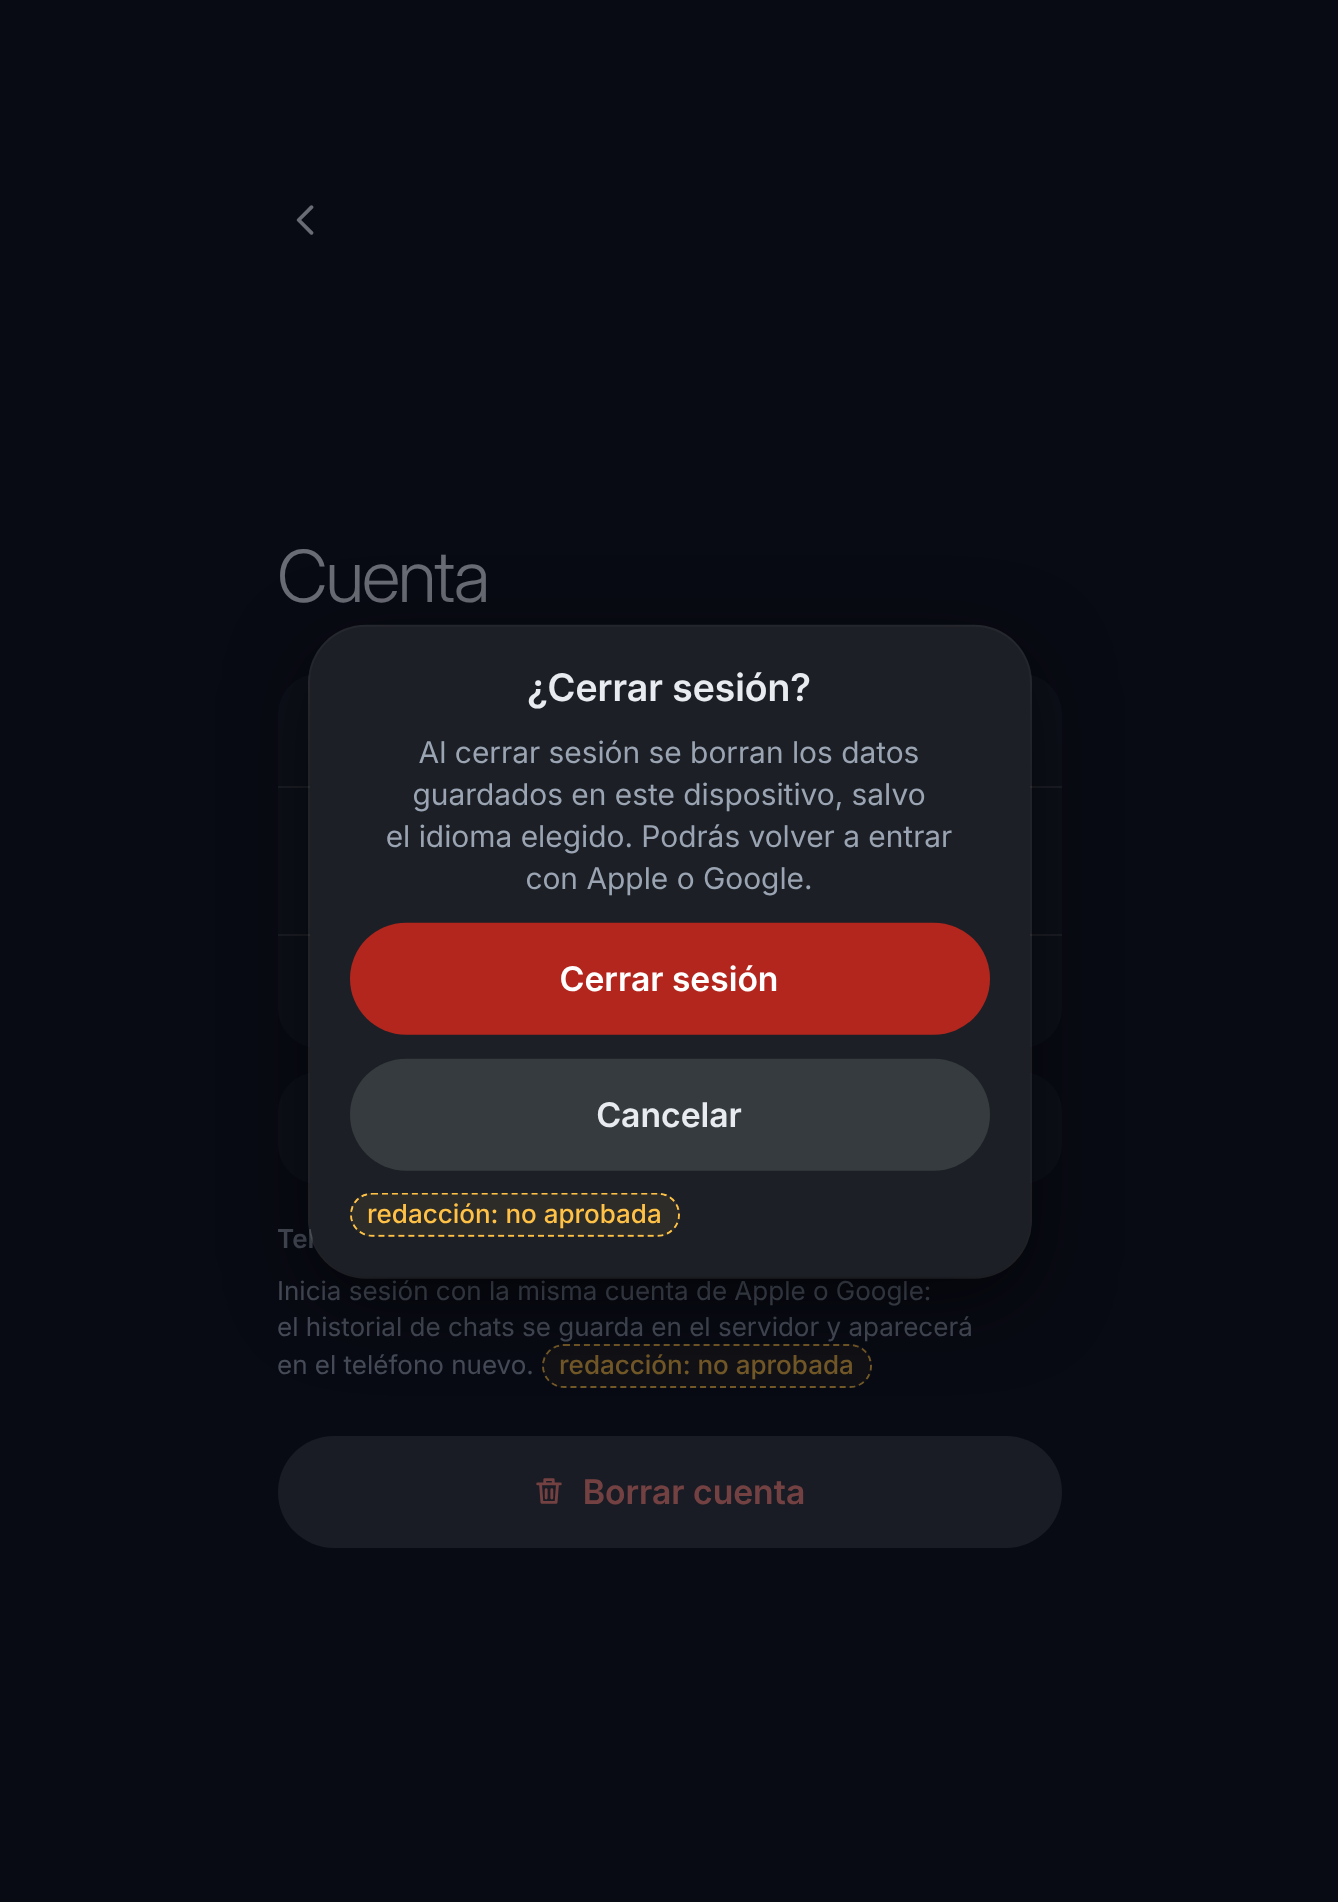 Cuenta
¿Cerrar sesión?
Al cerrar sesión se borran los datos
guardados en este dispositivo, salvo
el idioma elegido. Podrás volver a entrar
con Apple o Google.
Cerrar sesión
Cancelar
redacción: no aprobada
Inicia sesión con la misma cuenta de Apple o Google:
el historial de chats se guarda en el servidor y aparecerá
en el teléfono nuevo. redacción: no aprobada
Borrar cuenta